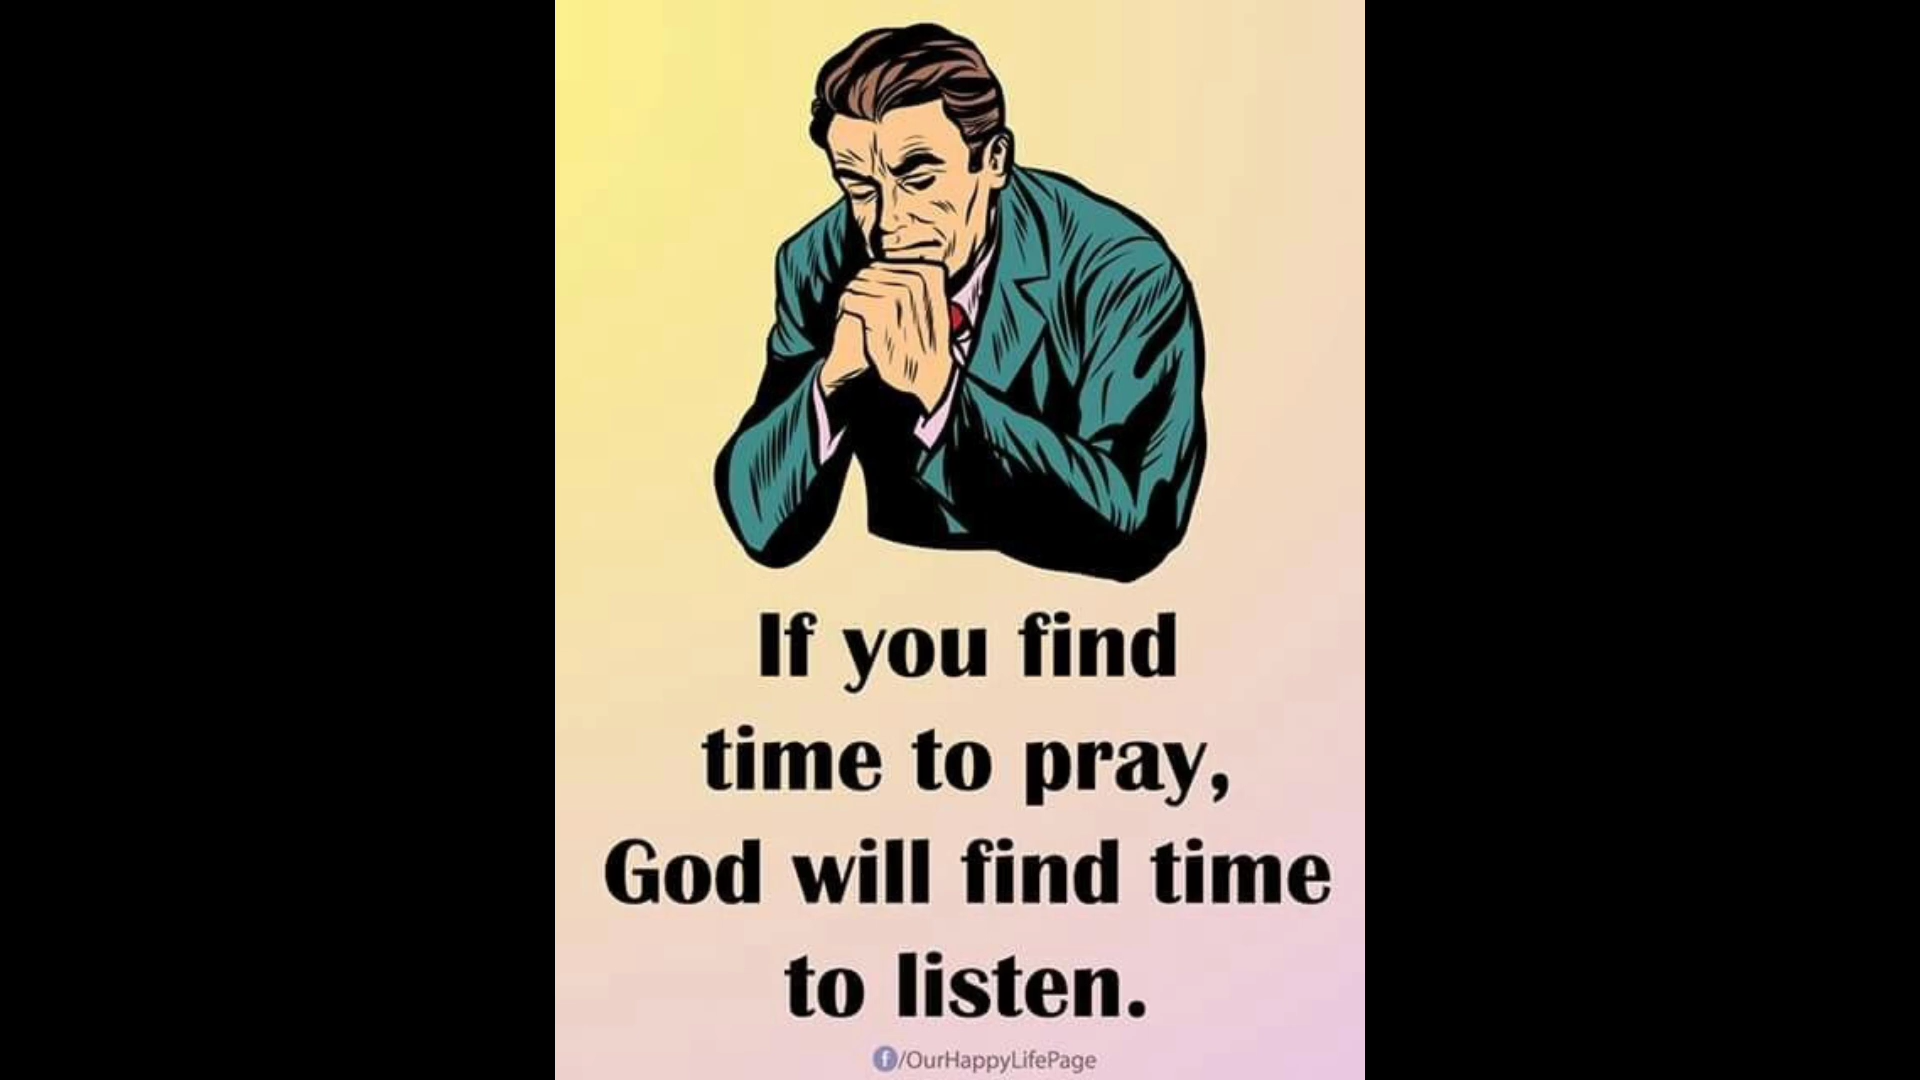 If you find
time to pray,
God will find time
to listen.
f/OurHappyLifePage